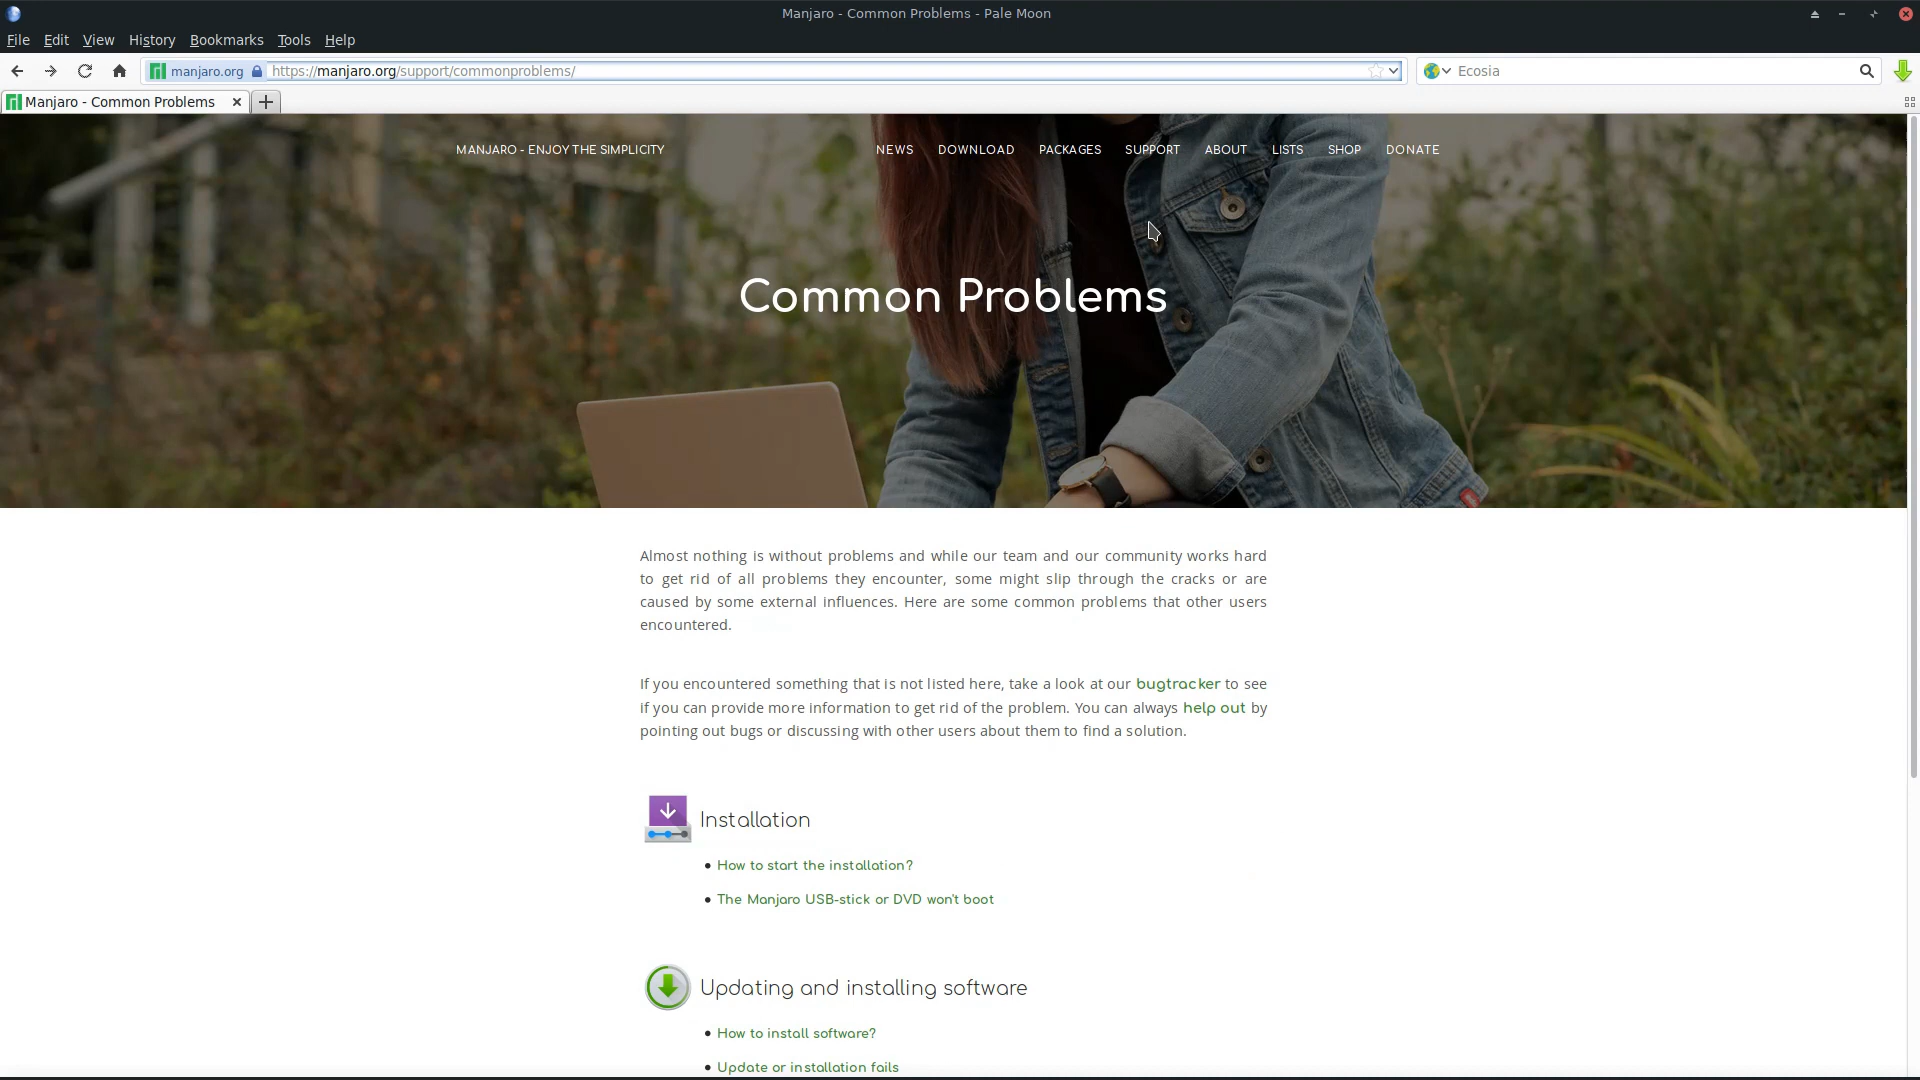 Manjaro - Common Problems - Pale Moon
File Edit View History Bookmarks Tools Help
manjaro.org https://manjaro.org/support/commonproblems/ Ecosia
Manjaro - Common Problems
MANJARO - ENJOY THE SIMPLICITY NEWS DOWNLOAD PACKAGES SUPPORT ABOUT LISTS SHOP DONATE
Common Problems
Almost nothing is without problems and while our team and our community works hard
to get rid of all problems they encounter, some might slip through the cracks or are
caused by some external influences. Here are some common problems that other users
encountered.
If you encountered something that is not listed here, take a look at our bugtracker to see
if you can provide more information to get rid of the problem. You can always help out by
pointing out bugs or discussing with other users about them to find a solution.
Installation
• How to start the installation?
• The Manjaro USB-stick or DVD won't boot
Updating and installing software
• How to install software?
• Update or installation fails